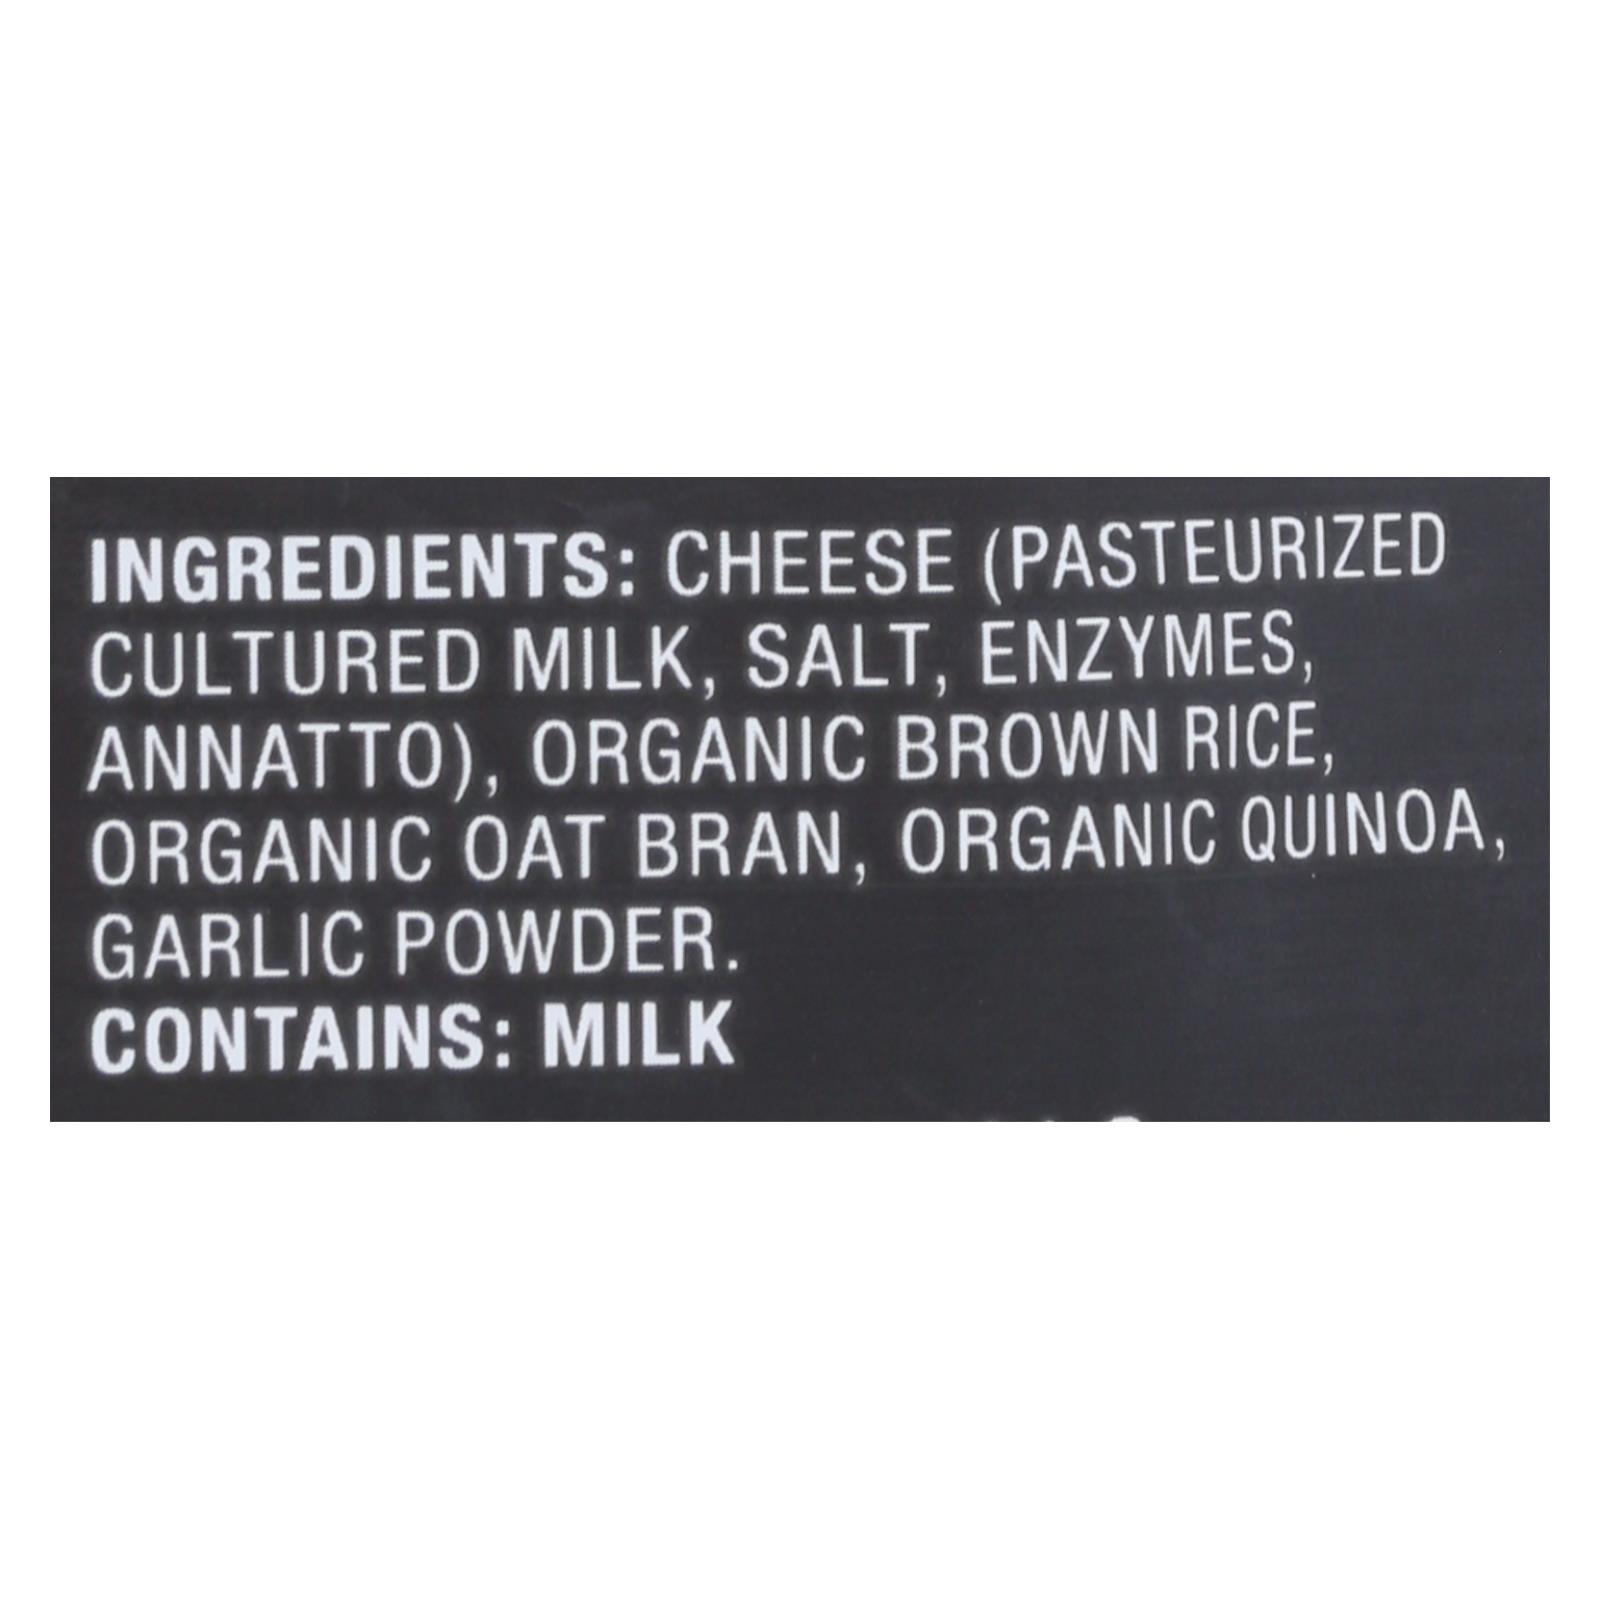 INGREDIENTS: CHEESE (PASTEURIZED
CULTURED MILK, SALT, ENZYMES,
ANNATTO), ORGANIC BROWN RICE,
ORGANIC OAT BRAN, ORGANIC QUINOA,
GARLIC POWDER.
CONTAINS: MILK